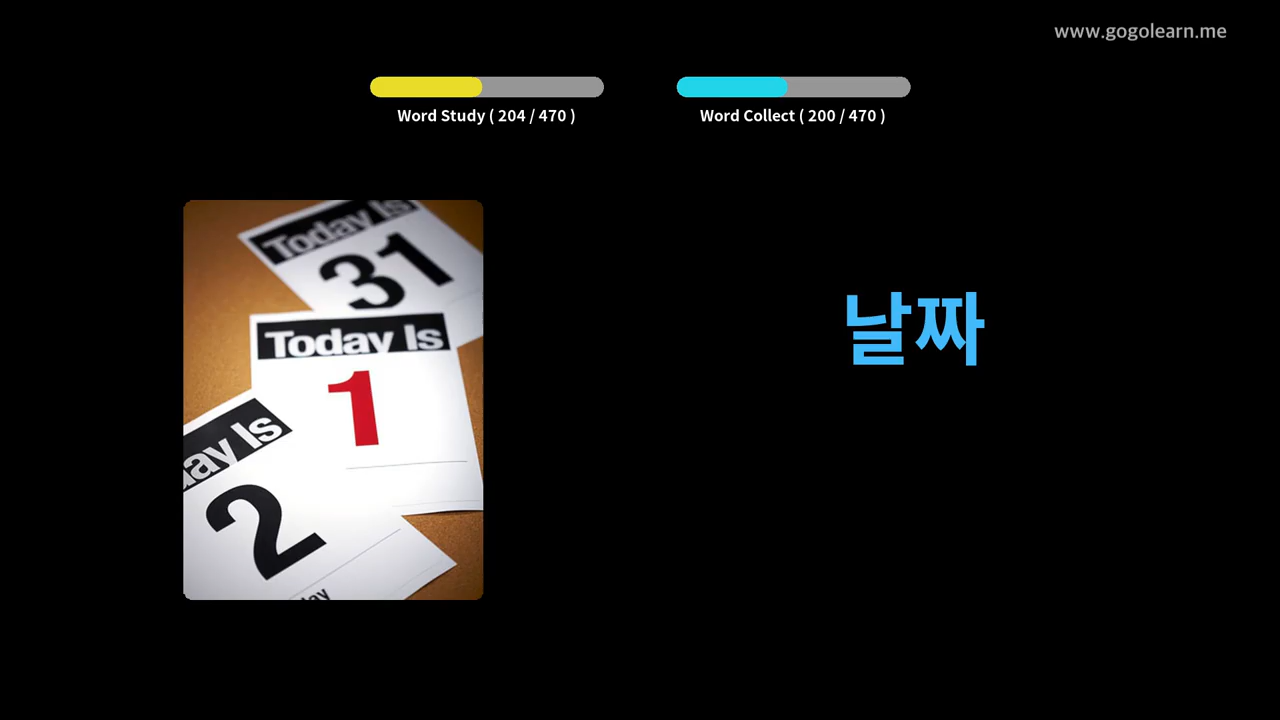 www.gogolearn.me
Word Study ( 204 / 470 )
Word Collect ( 200 / 470 )
Today Is
31
Today Is
1
day Is
2
날짜